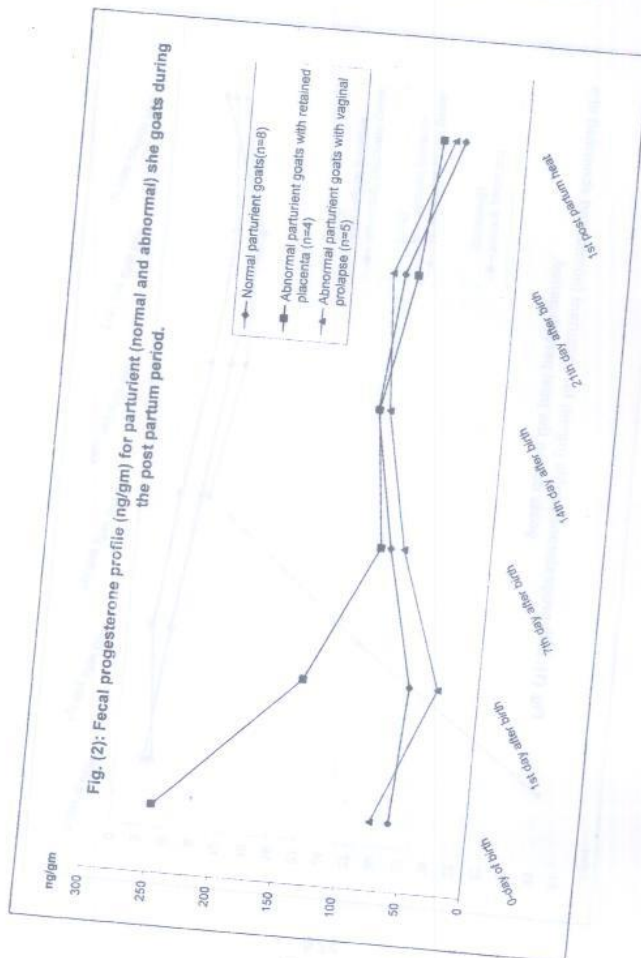 Fig. (2): Fecal progesterone profile (ng/gm) for parturient (normal and abnormal) she goats during
the post partum period.
ng/gm
300
250
200
150
100
50
0
Normal parturient goats(n=8)
Abnormal parturient goats with retained
placenta (n=4)
Abnormal parturient goats with vaginal
prolapse (n=5)
0-day of birth
1st day after birth
7th day after birth
14th day after birth
21th day after birth
1st post partum heat